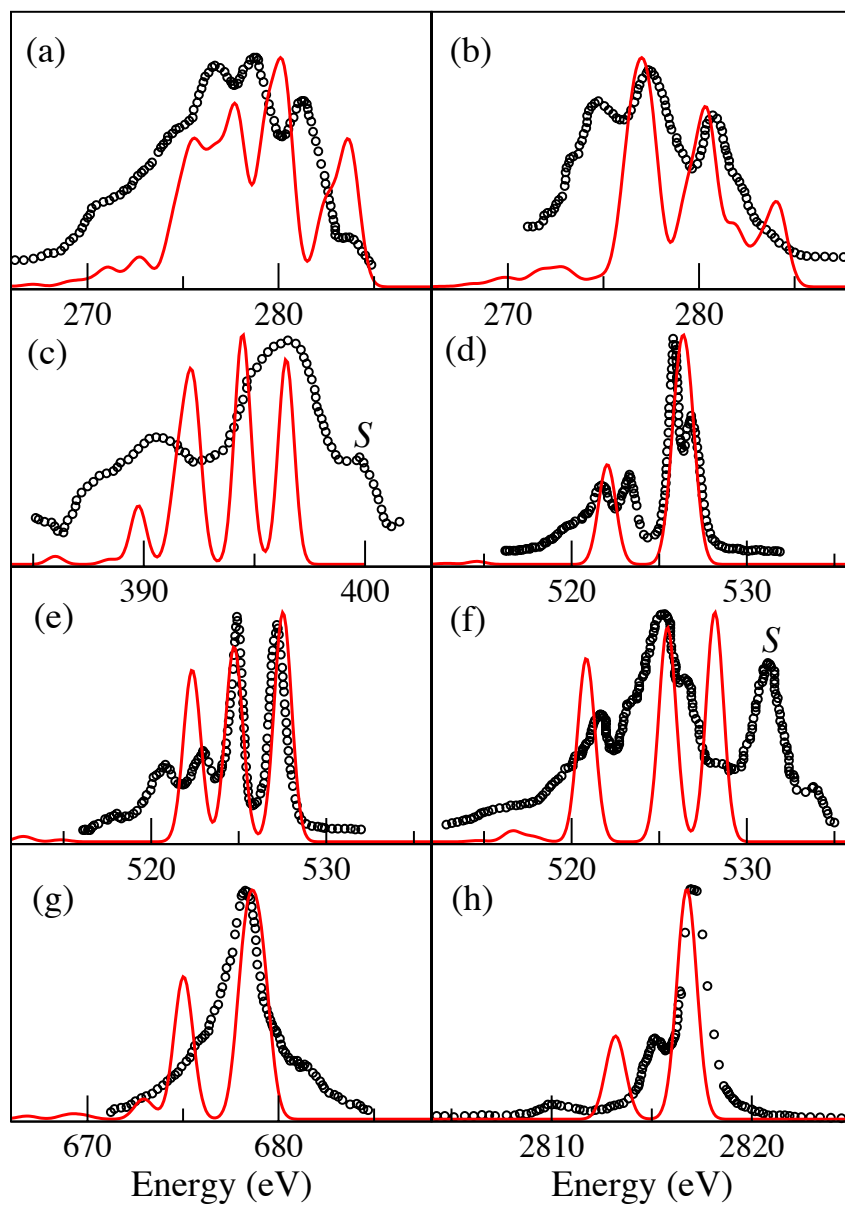 (a) (b)
270 280 270 280
(c) S (d)
390 400 520 530
(e) (f) S
520 530 520 530
(g) (h)
670 680 2810 2820
Energy (eV) Energy (eV)